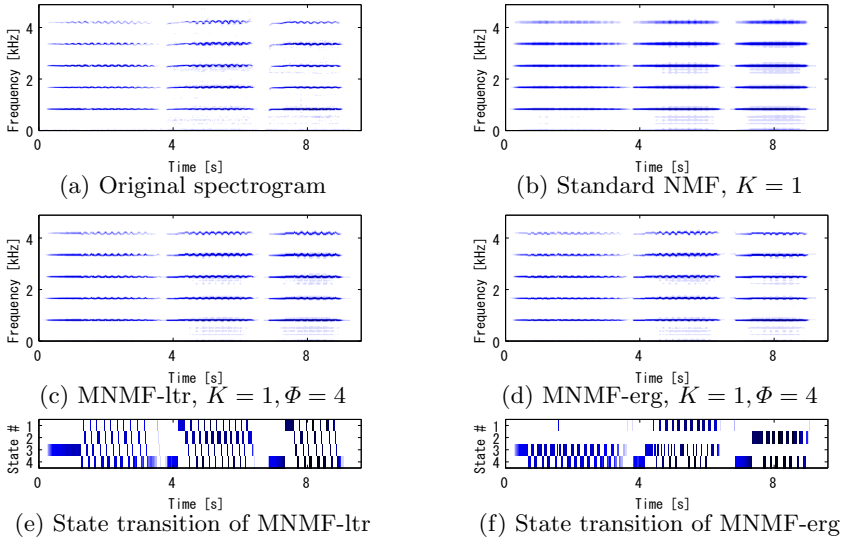 Frequency [kHz]
4
2
0
0 4 8
Time [s]
(a) Original spectrogram
Frequency [kHz]
4
2
0
0 4 8
Time [s]
(b) Standard NMF, K = 1
Frequency [kHz]
4
2
0
0 4 8
Time [s]
(c) MNMF-ltr, K = 1, Φ = 4
Frequency [kHz]
4
2
0
0 4 8
Time [s]
(d) MNMF-erg, K = 1, Φ = 4
State #
1
2
3
4
0 4 8
Time [s]
(e) State transition of MNMF-ltr
State #
1
2
3
4
0 4 8
Time [s]
(f) State transition of MNMF-erg